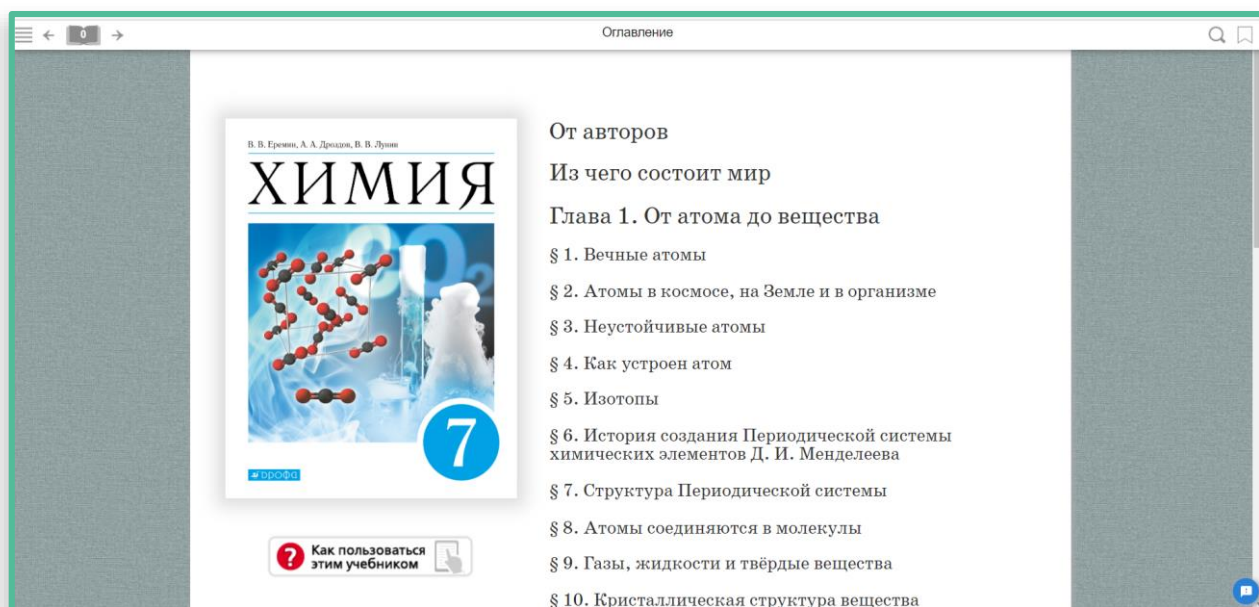 0
Оглавление
В. В. Еремин, А. А. Дроздов, В. В. Лунин
ХИМИЯ
CO2
7
дрофа
? Как пользоваться
этим учебником
От авторов
Из чего состоит мир
Глава 1. От атома до вещества
§ 1. Вечные атомы
§ 2. Атомы в космосе, на Земле и в организме
§ 3. Неустойчивые атомы
§ 4. Как устроен атом
§ 5. Изотопы
§ 6. История создания Периодической системы
химических элементов Д. И. Менделеева
§ 7. Структура Периодической системы
§ 8. Атомы соединяются в молекулы
§ 9. Газы, жидкости и твёрдые вещества
§ 10. Кристаллическая структура вещества